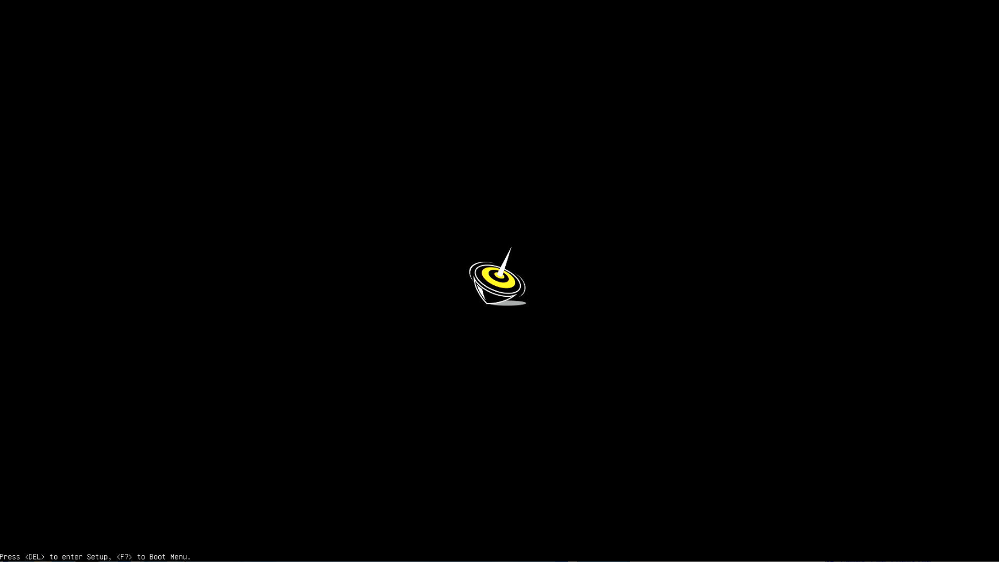 Press <DEL> to enter Setup, <F7> to Boot Menu.